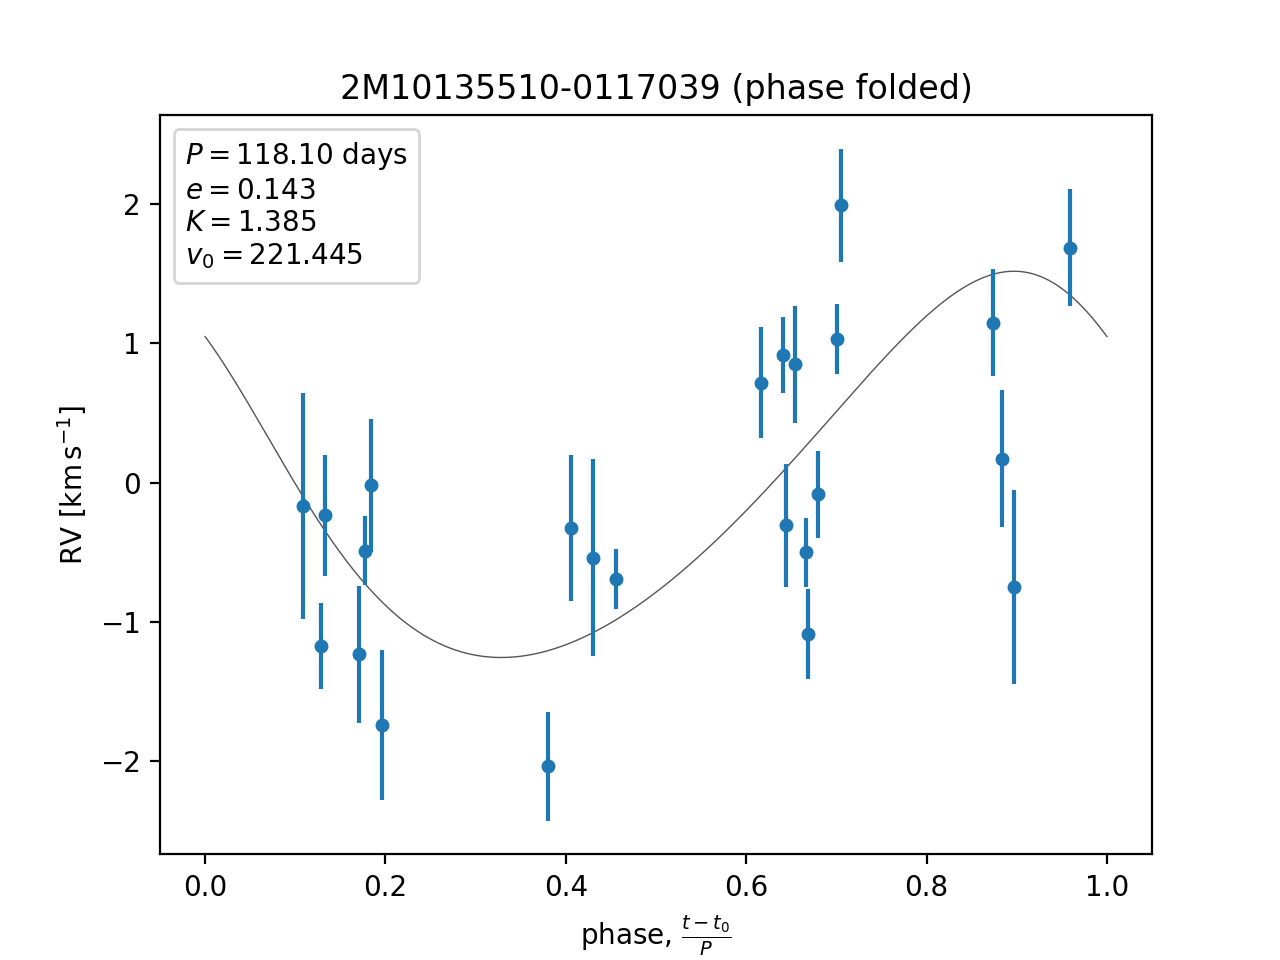 2M10135510-0117039 (phase folded)
P = 118.10 days
e = 0.143
K = 1.385
v₀ = 221.445
RV [km s⁻¹]
2
1
0
−1
−2
0.0 0.2 0.4 0.6 0.8 1.0
phase, (t − t₀)/P